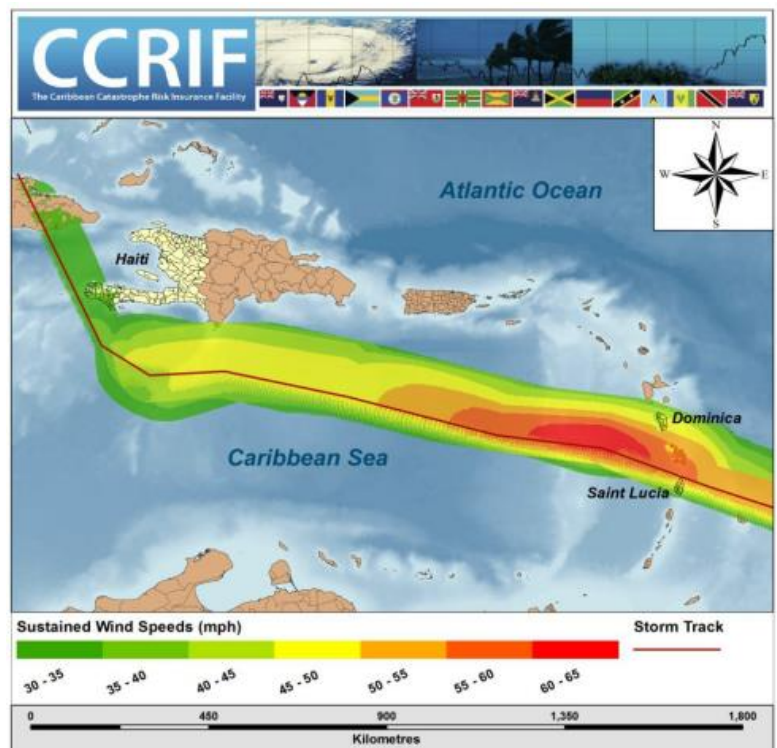 CCRIF
The Caribbean Catastrophe Risk Insurance Facility
N
W E
S
Atlantic Ocean
Haiti
Dominica
Caribbean Sea
Saint Lucia
Sustained Wind Speeds (mph) Storm Track
30 - 35 35 - 40 40 - 45 45 - 50 50 - 55 55 - 60 60 - 65
0 450 900 1,350 1,800
Kilometres